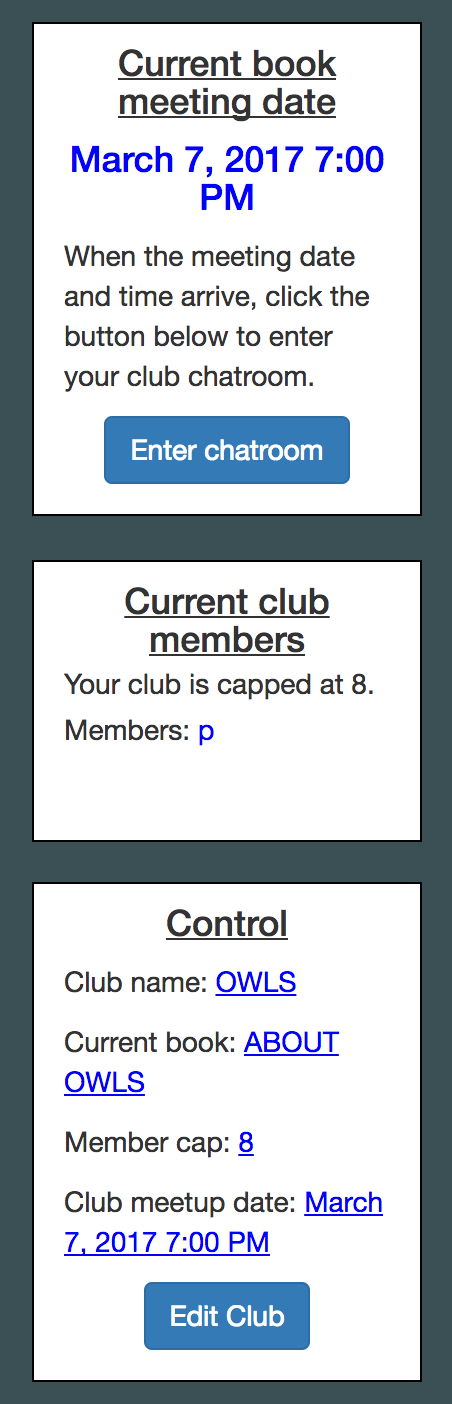 Current book
meeting date
March 7, 2017 7:00
PM
When the meeting date
and time arrive, click the
button below to enter
your club chatroom.
Enter chatroom
Current club
members
Your club is capped at 8.
Members: p
Control
Club name: OWLS
Current book: ABOUT
OWLS
Member cap: 8
Club meetup date: March
7, 2017 7:00 PM
Edit Club